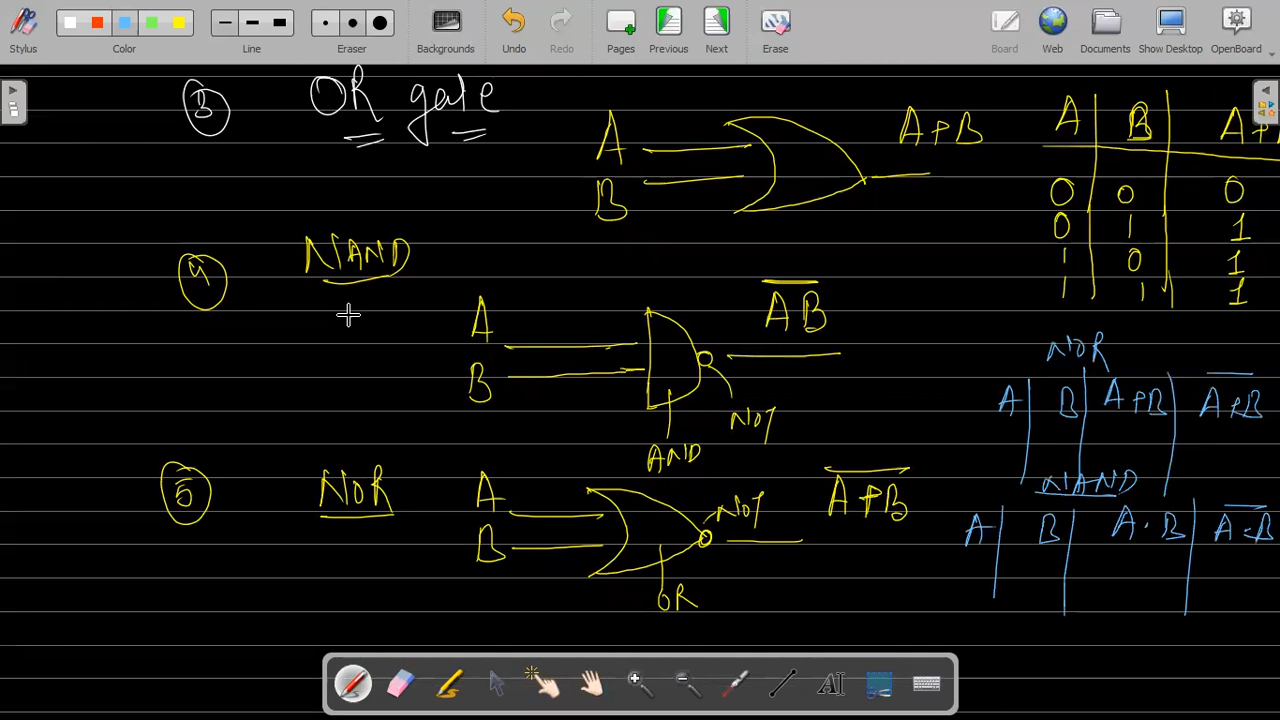 Stylus
Color
Line
Eraser
Backgrounds
Undo
Redo
Pages
Previous
Next
Erase
Board
Web
Documents
Show Desktop
OpenBoard
3 OR gate
A
B
A+B
A B A+
0 0 0
0 1 1
1 0 1
1 1 1
4 NAND
A
B
A̅B̅
NOT
AND
5 NOR
A
B
NOT
OR
A̅+̅B̅
NOR
A B A+B A̅+̅B̅
NAND
A B A·B A̅·̅B̅